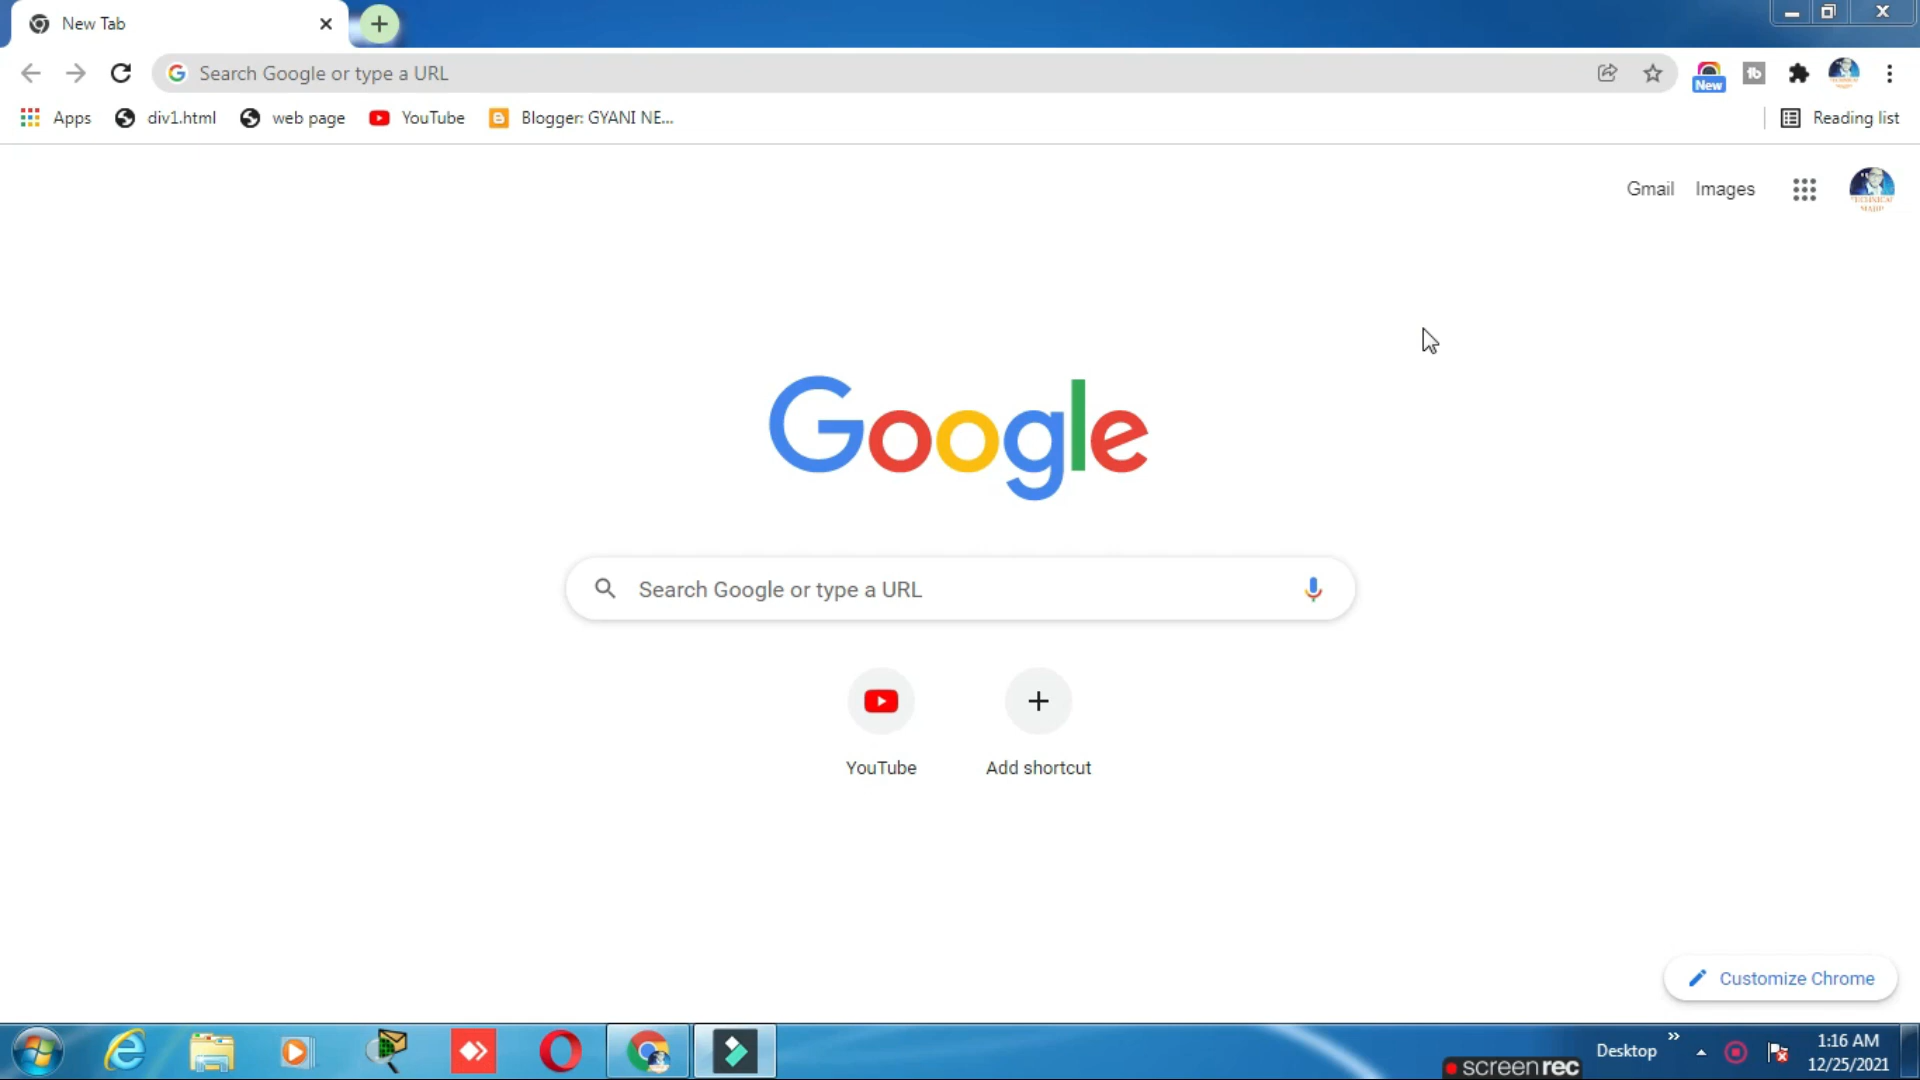 New Tab
Search Google or type a URL
New
Apps
div1.html
web page
YouTube
Blogger: GYANI NE...
Reading list
Gmail
Images
Google
Search Google or type a URL
YouTube
Add shortcut
Customize Chrome
screenrec
Desktop
1:16 AM
12/25/2021